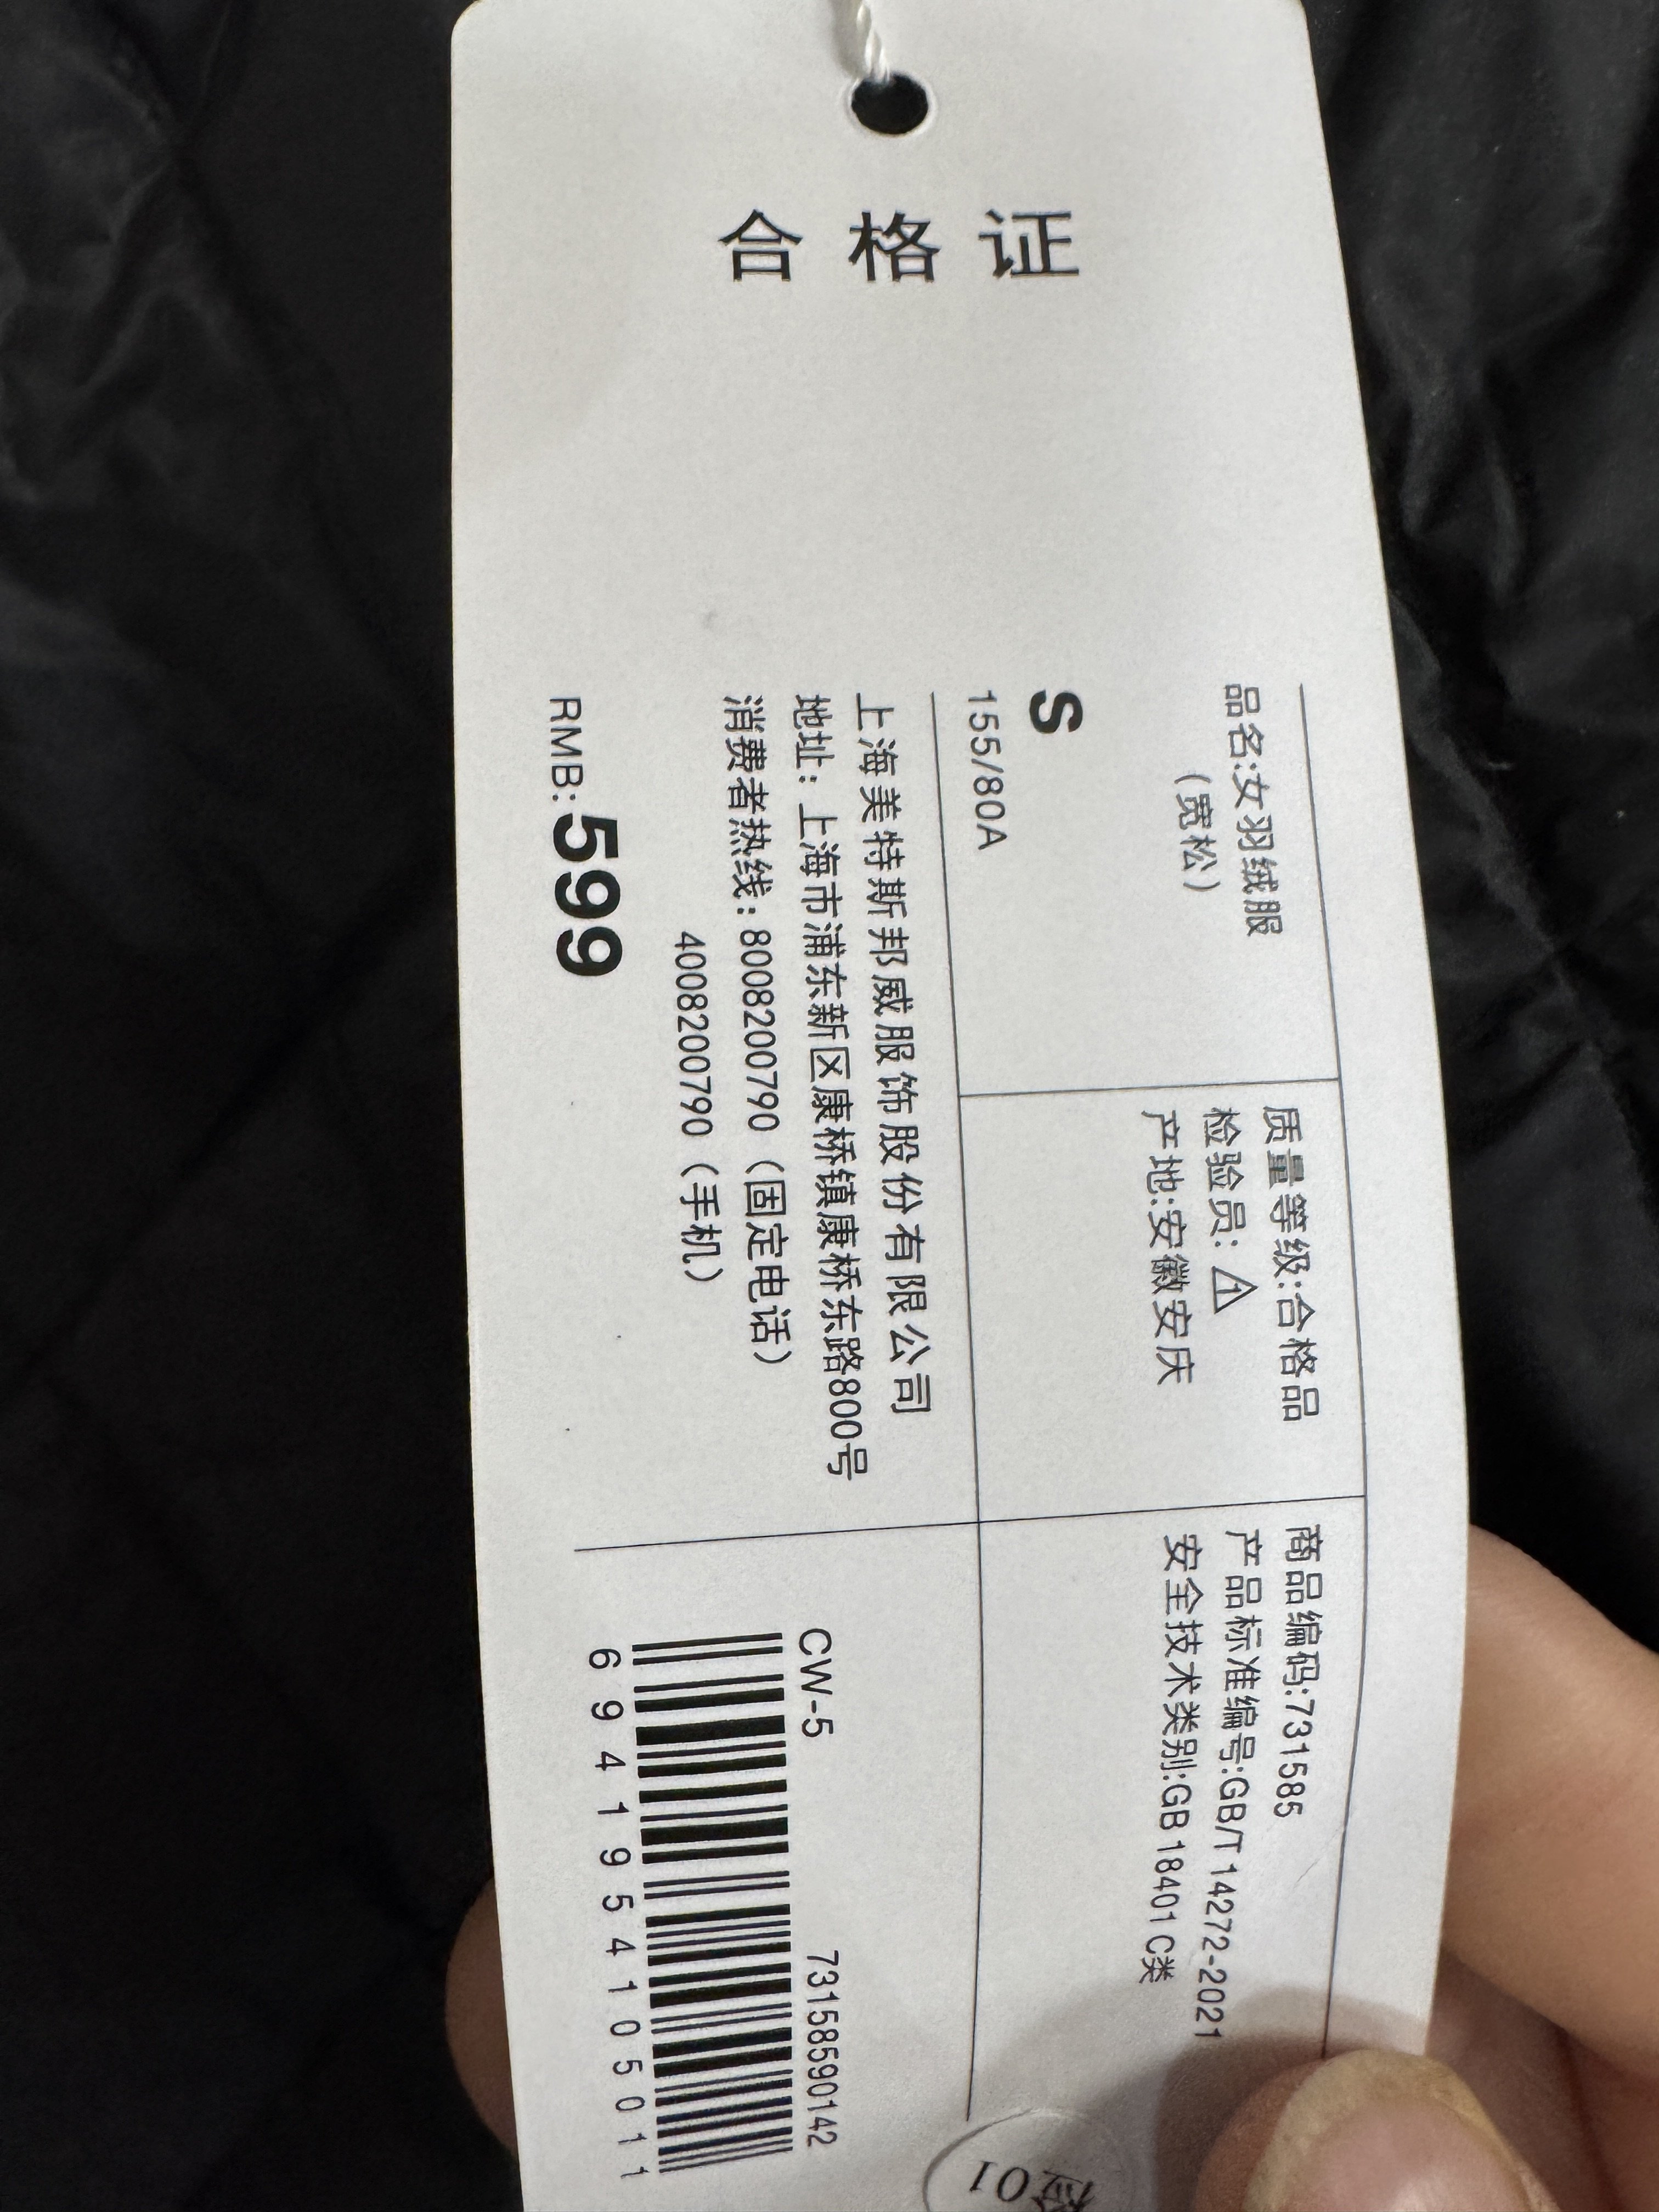 合格证
品名:女羽绒服
(宽松)
S
155/80A
质量等级:合格品
检验员: 1
产地:安徽安庆
商品编码:731585
产品标准编号:GB/T 14272-2021
安全技术类别:GB 18401 C类
上海美特斯邦威服饰股份有限公司
地址: 上海市浦东新区康桥镇康桥东路800号
消费者热线: 8008200790 (固定电话)
4008200790 (手机)
RMB: 599
CW-5 73158590142
6941954105011
检01